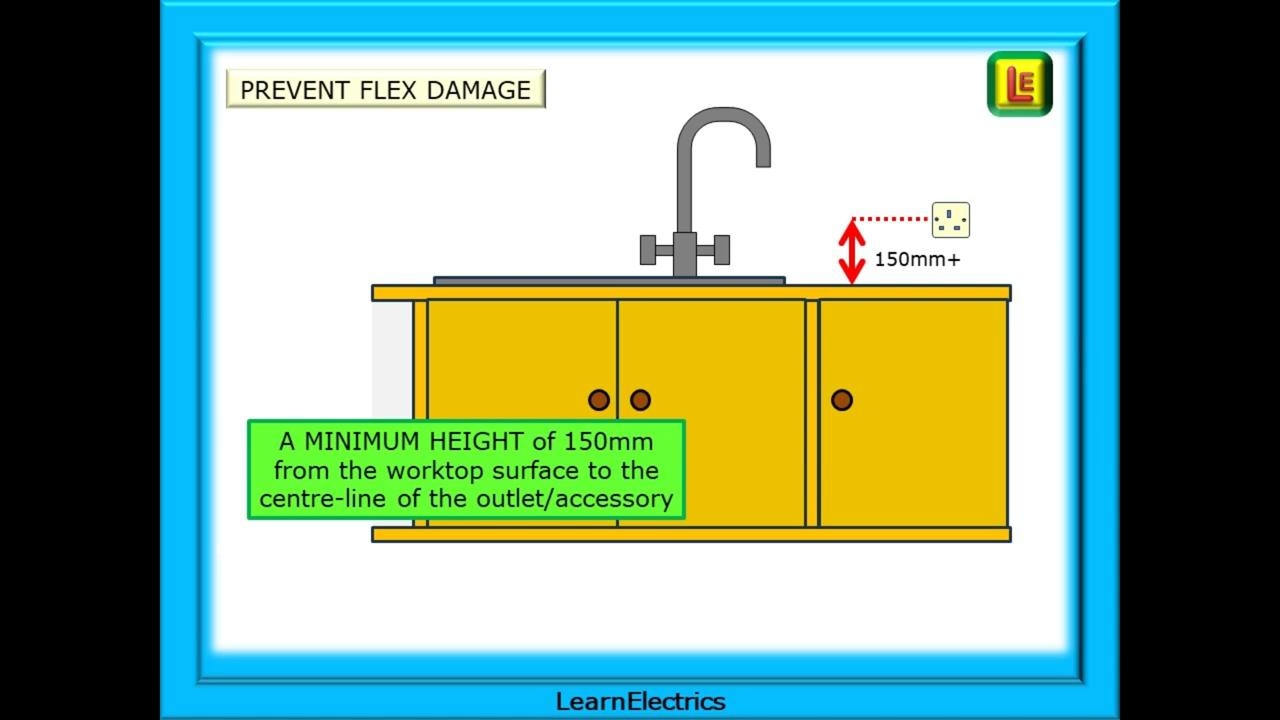 PREVENT FLEX DAMAGE
LE
150mm+
A MINIMUM HEIGHT of 150mm
from the worktop surface to the
centre-line of the outlet/accessory
LearnElectrics